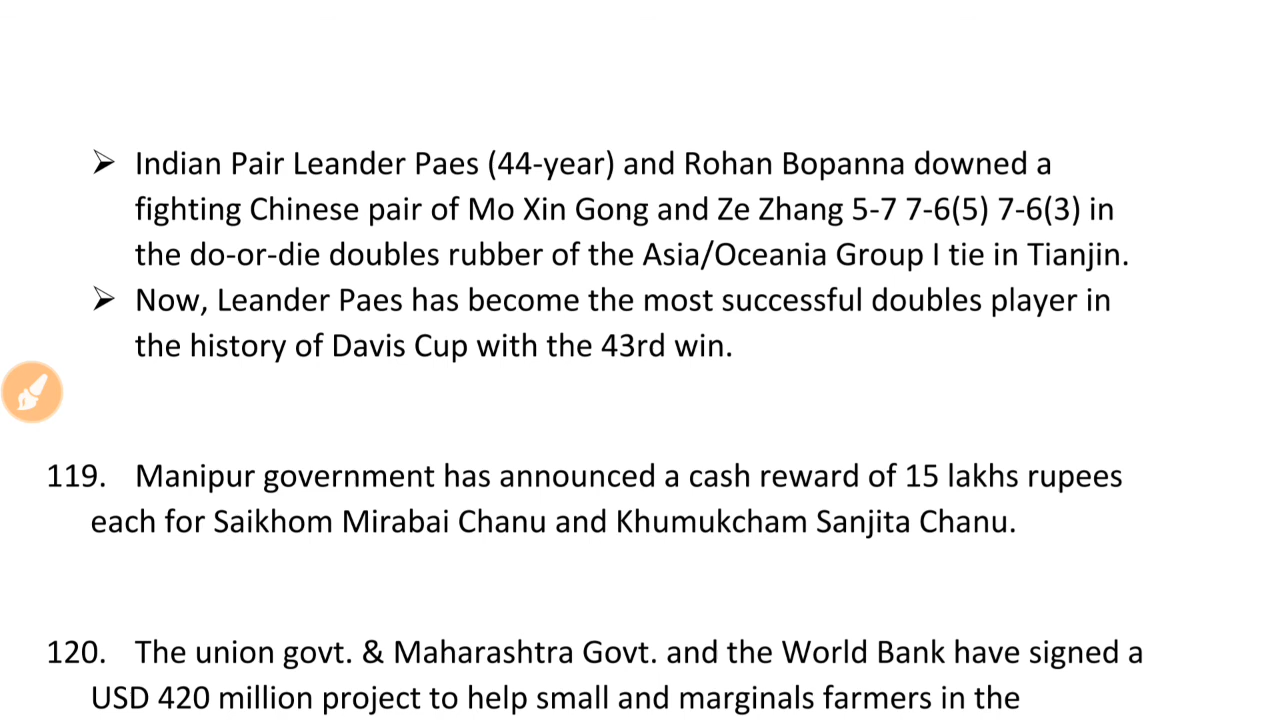 ➢ Indian Pair Leander Paes (44-year) and Rohan Bopanna downed a
fighting Chinese pair of Mo Xin Gong and Ze Zhang 5-7 7-6(5) 7-6(3) in
the do-or-die doubles rubber of the Asia/Oceania Group I tie in Tianjin.
➢ Now, Leander Paes has become the most successful doubles player in
the history of Davis Cup with the 43rd win.
119. Manipur government has announced a cash reward of 15 lakhs rupees
each for Saikhom Mirabai Chanu and Khumukcham Sanjita Chanu.
120. The union govt. & Maharashtra Govt. and the World Bank have signed a
USD 420 million project to help small and marginals farmers in the